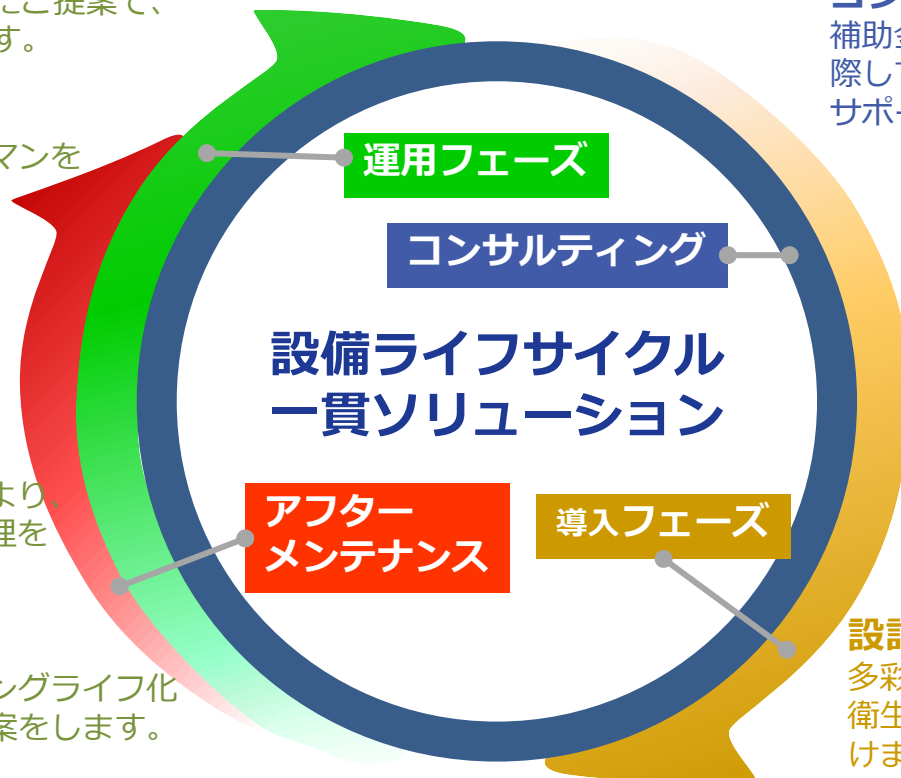 たご提案で、
す。
マンを
より、
理を
ングライフ化
案をします。
運用フェーズ
コンサルティング
設備ライフサイクル
一貫ソリューション
アフター
メンテナンス
導入フェーズ
コン
補助金
際して
サポー
設計
多彩
衛生
けま